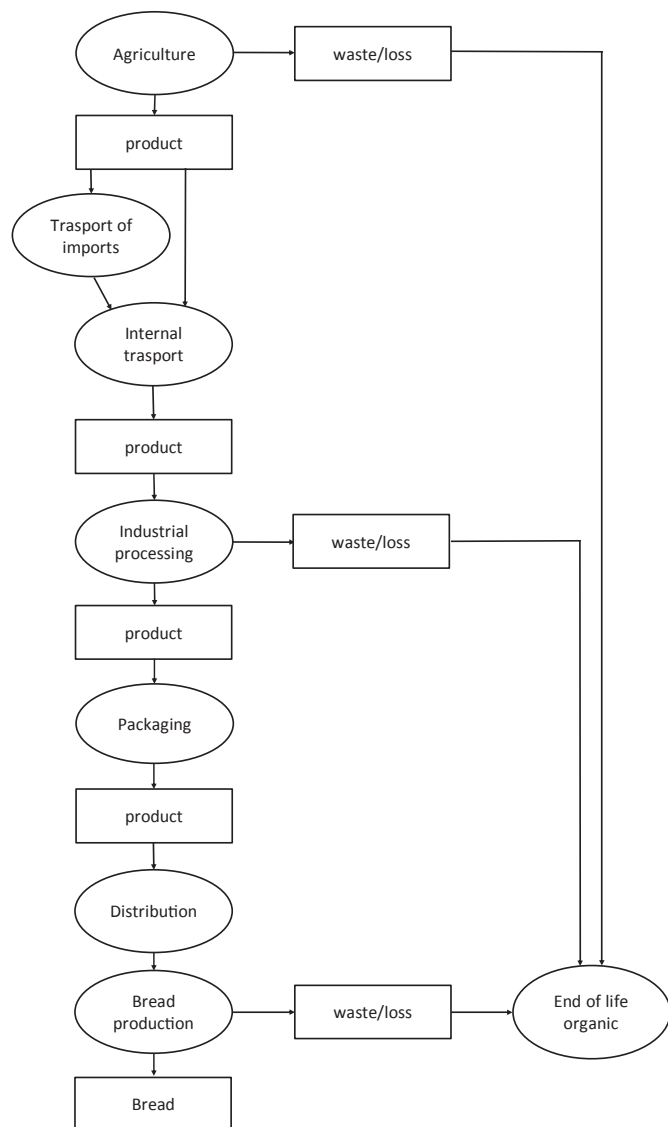 Agriculture
waste/loss
product
Trasport of
imports
Internal
trasport
product
Industrial
processing
waste/loss
product
Packaging
product
Distribution
Bread
production
waste/loss
End of life
organic
Bread